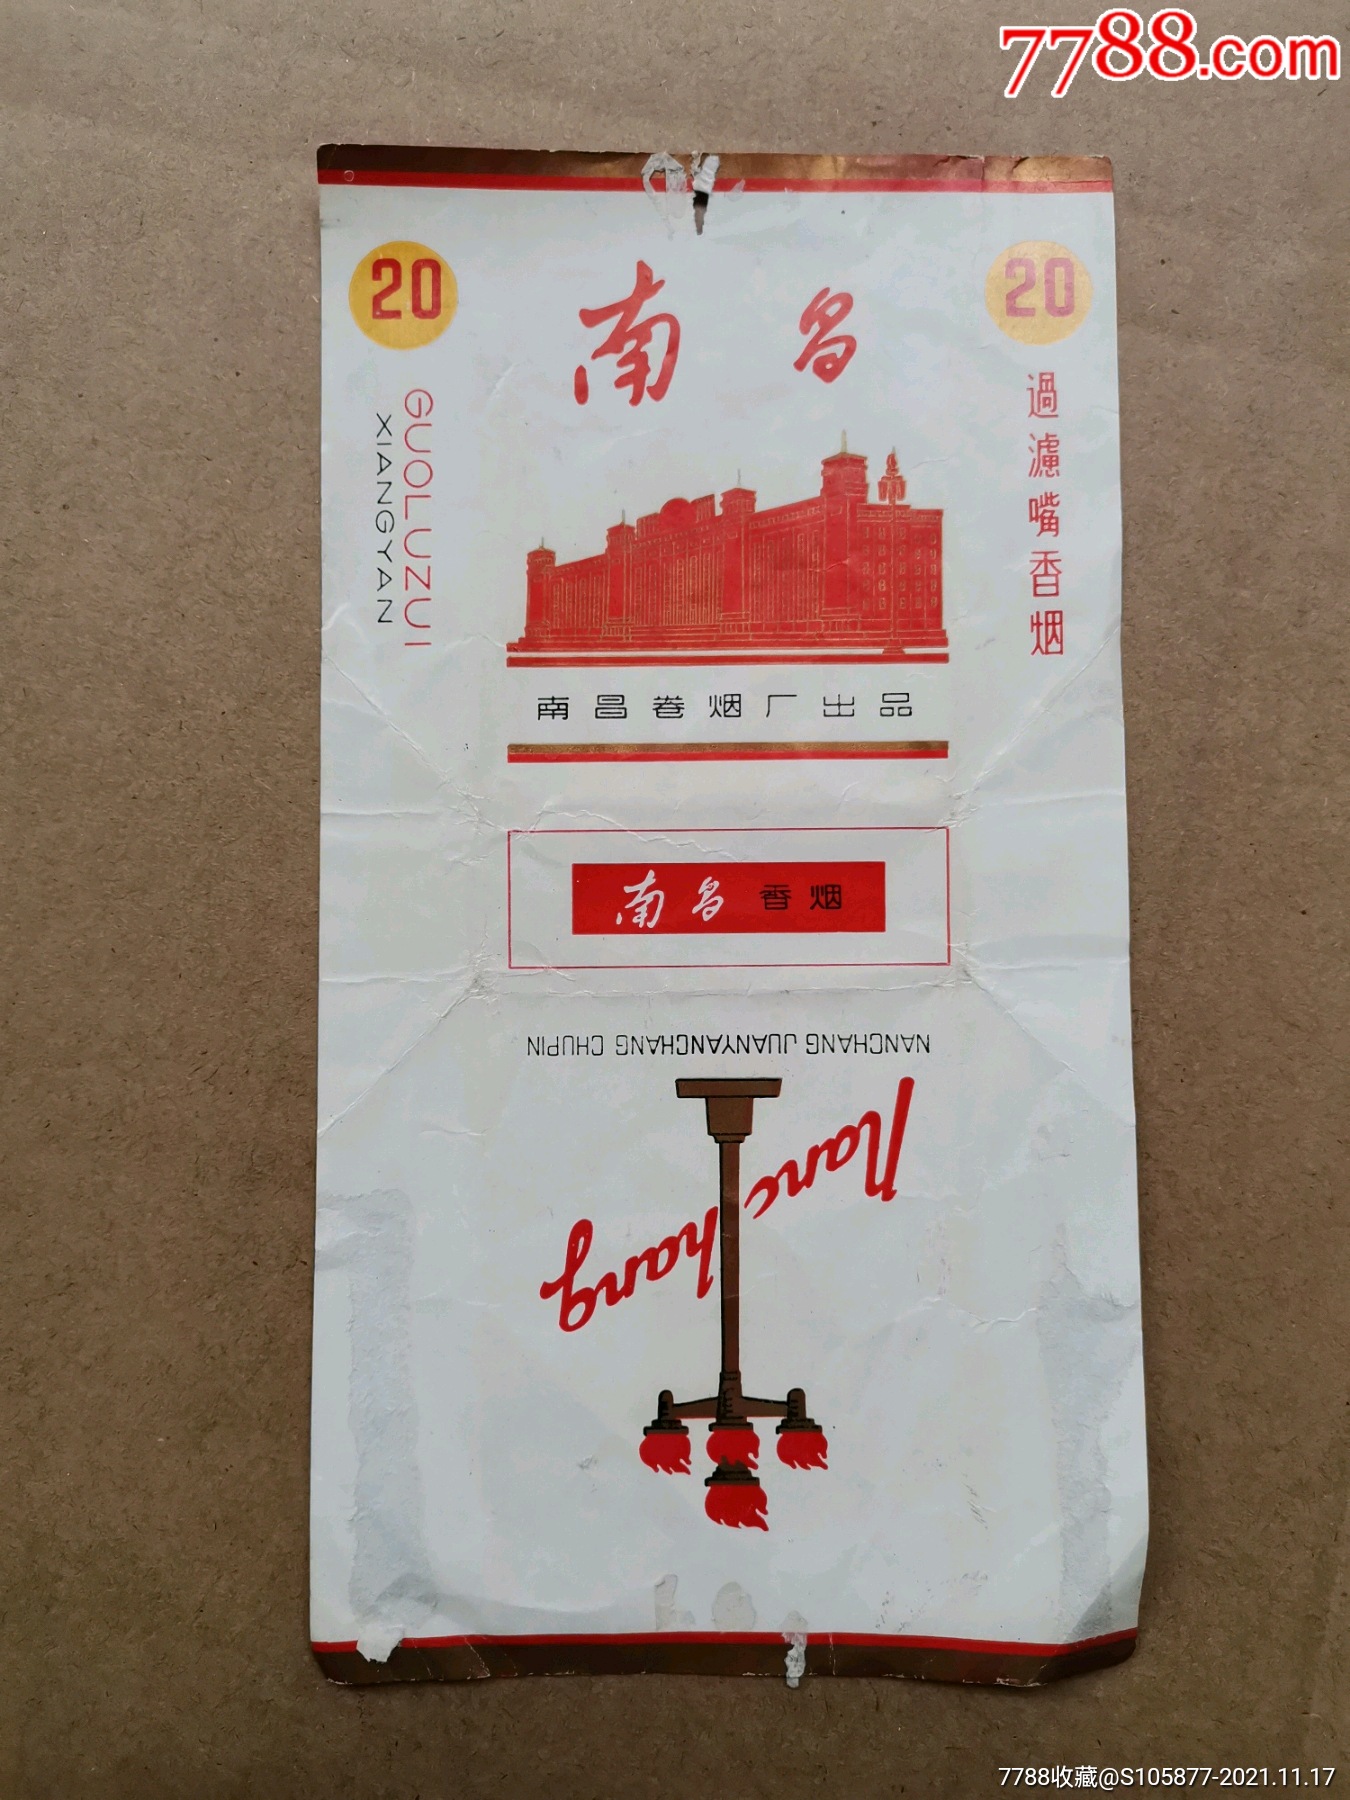 7788.com
20
20
南昌
GUOLUZUI
XIANGYAN
過濾嘴香烟
南昌卷烟厂出品
南昌 香烟
NANCHANG JUANYANCHANG CHUPIN
Nanchang
7788收藏@S105877-2021.11.17